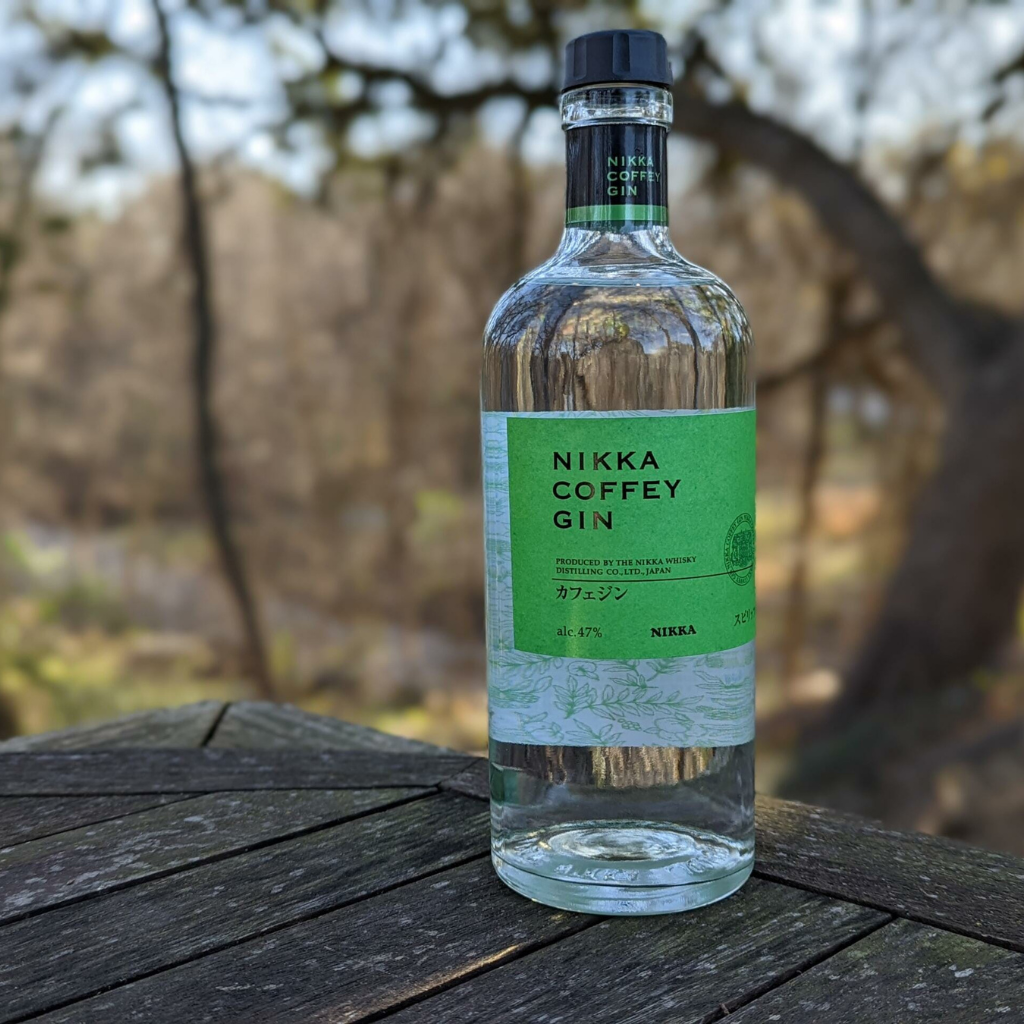 NIKKA
COFFEY
GIN
NIKKA
COFFEY
GIN
PRODUCED BY THE NIKKA WHISKY
DISTILLING CO., LTD., JAPAN
カフェジン
alc.47%
NIKKA